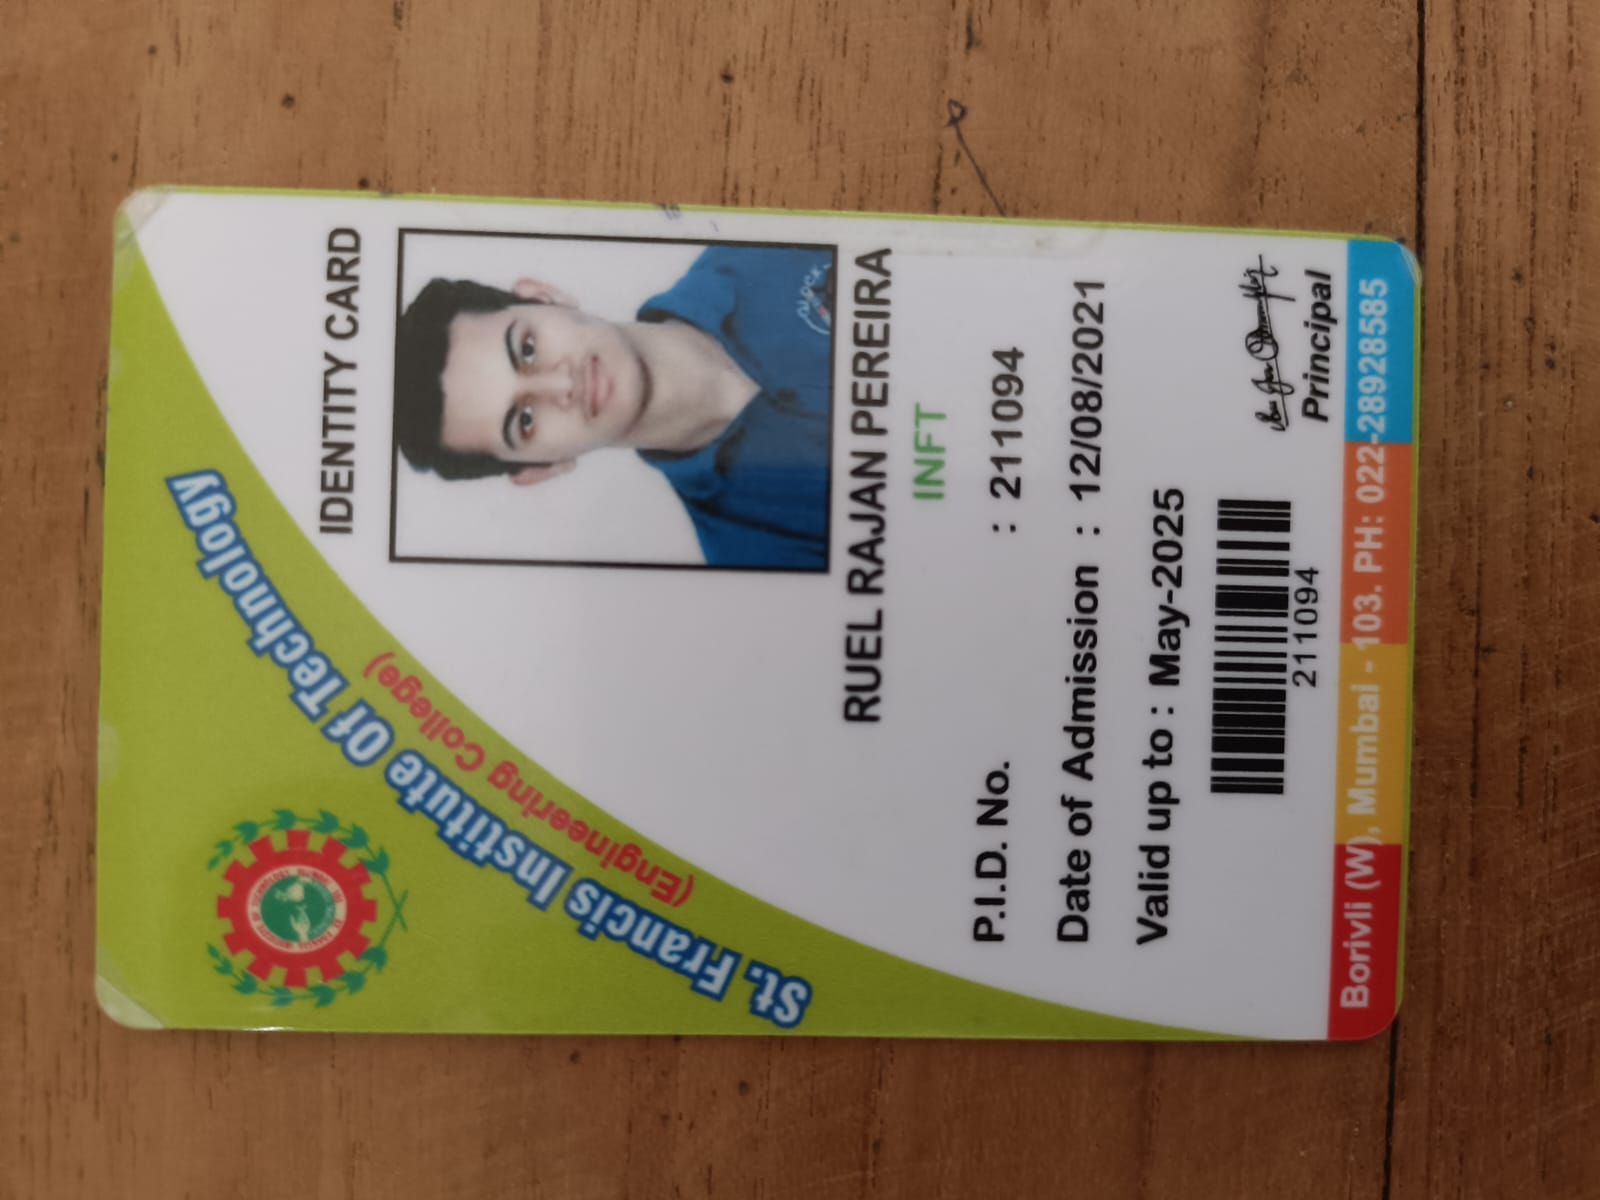 St. Francis Institute Of Technology
(Engineering College)
IDENTITY CARD
RUEL RAJAN PEREIRA
INFT
P.I.D. No. : 211094
Date of Admission : 12/08/2021
Valid up to : May-2025
211094
Principal
Borivli (W), Mumbai - 103. PH: 022-28928585